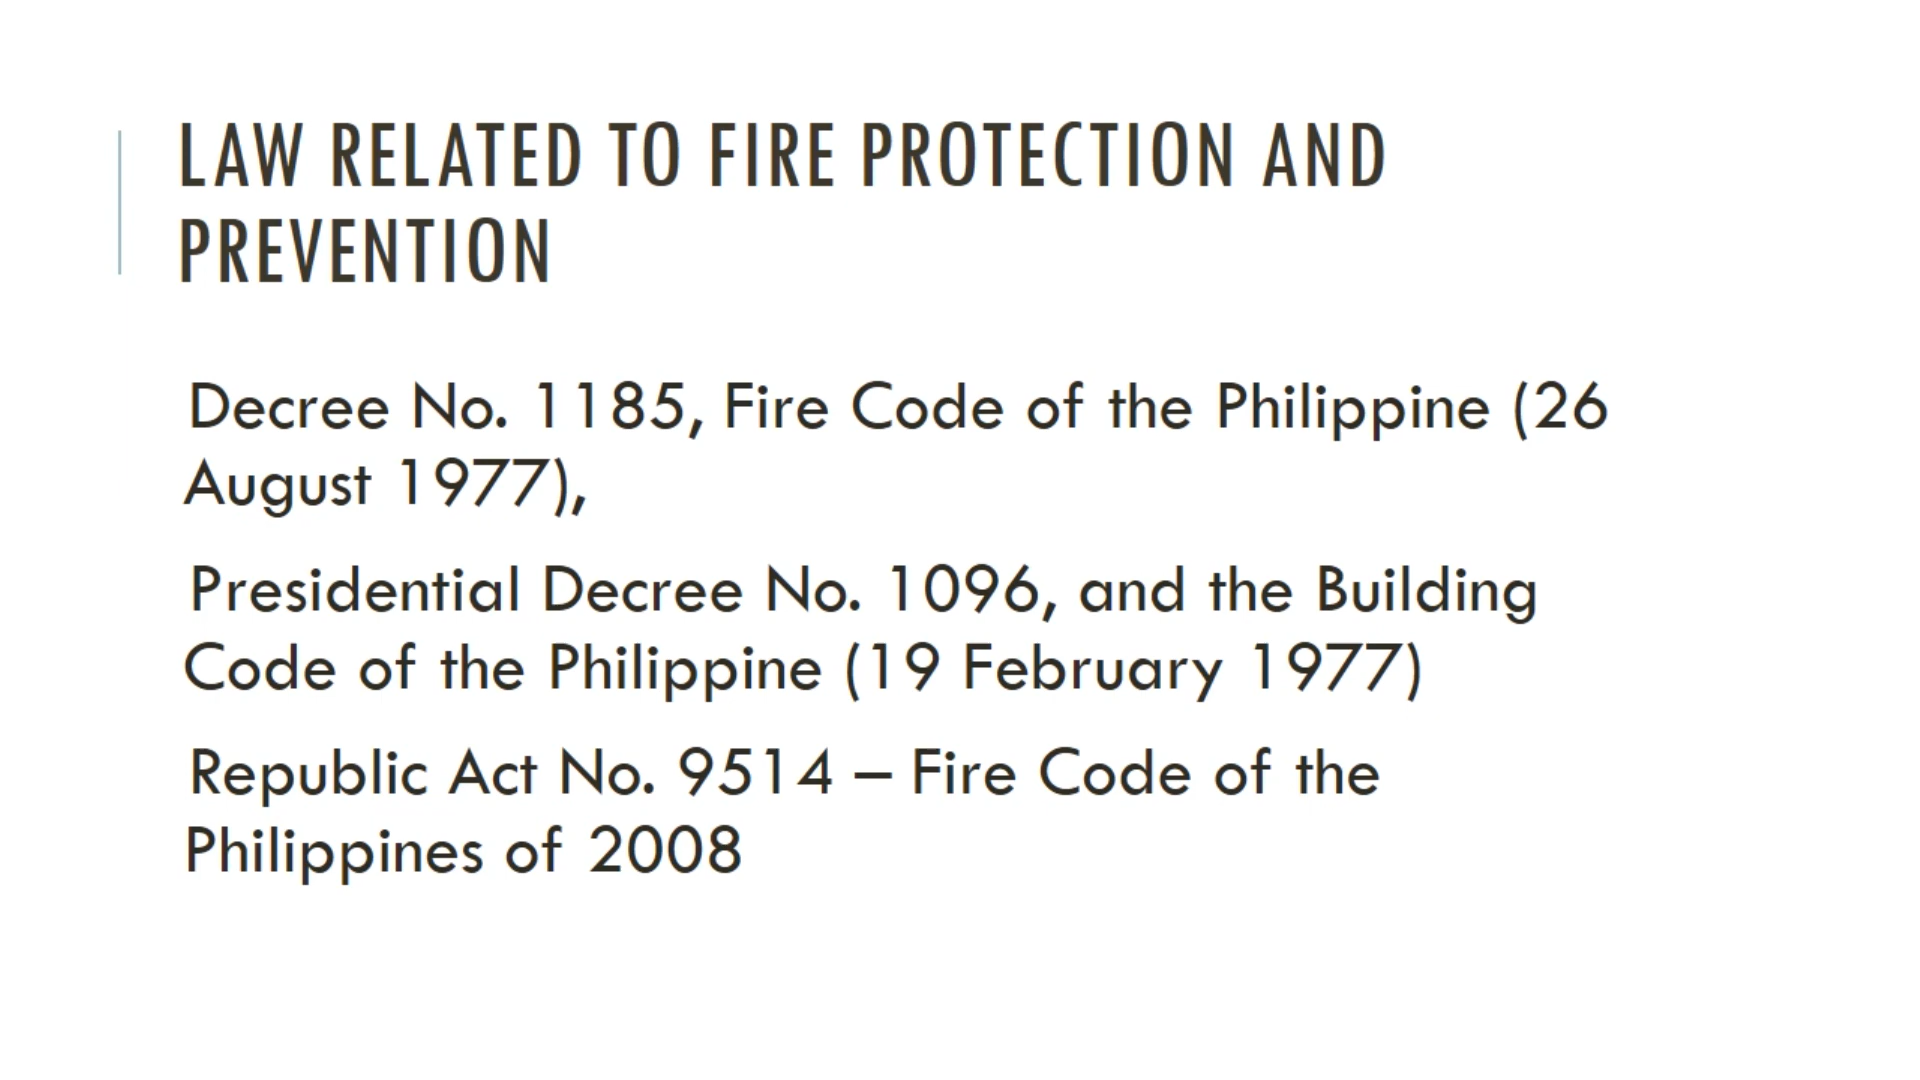 LAW RELATED TO FIRE PROTECTION AND
PREVENTION
Decree No. 1185, Fire Code of the Philippine (26
August 1977),
Presidential Decree No. 1096, and the Building
Code of the Philippine (19 February 1977)
Republic Act No. 9514 – Fire Code of the
Philippines of 2008